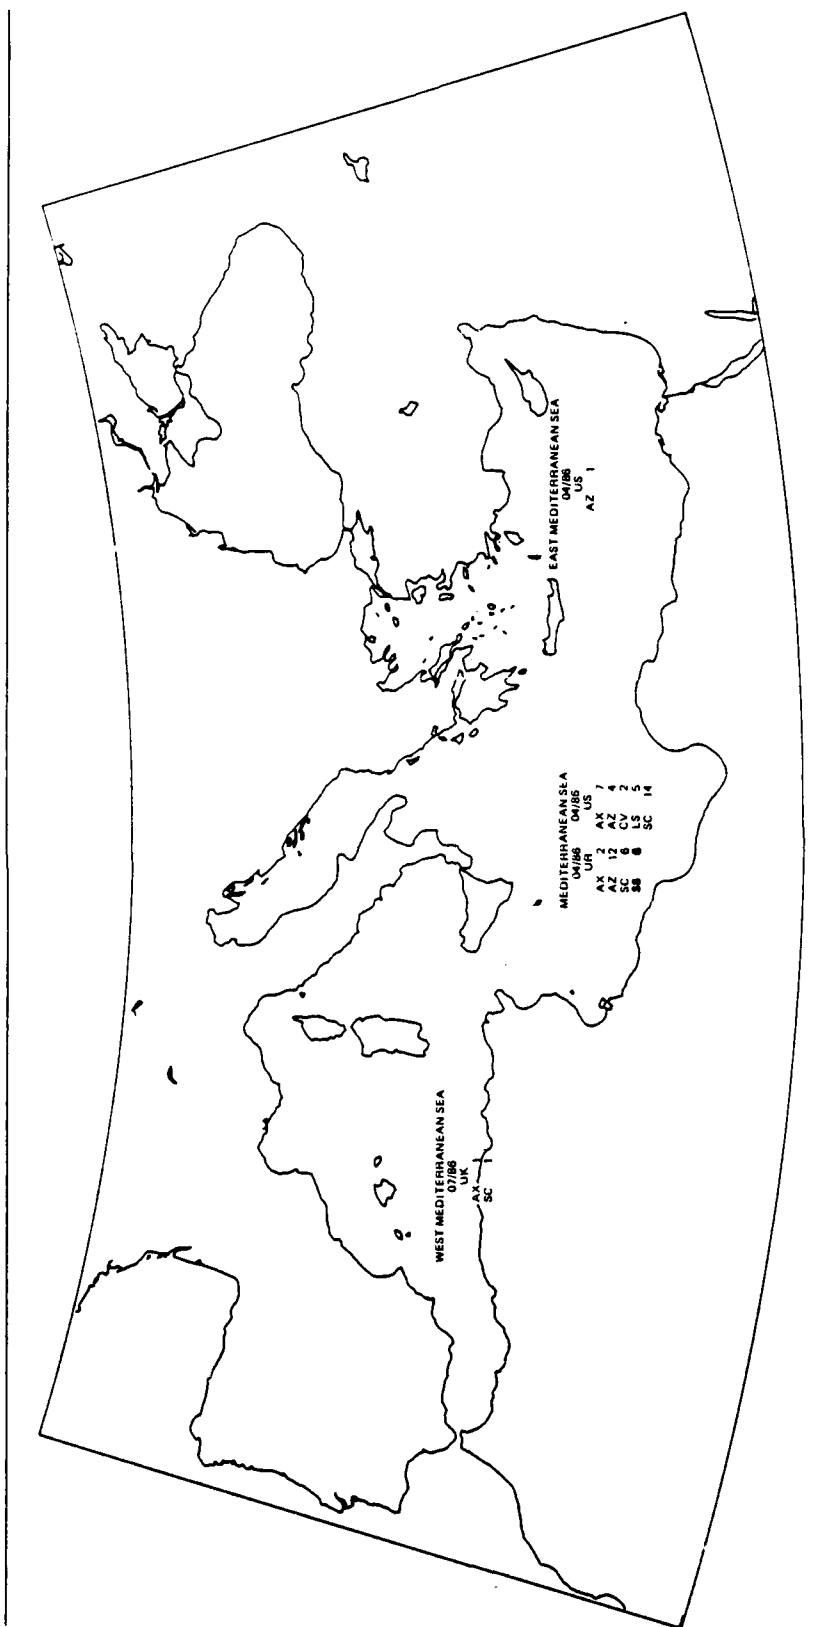 WEST MEDITERRANEAN SEA
07/86
UK
AX 1
SC 1
MEDITERRANEAN SEA
04/86 04/86
UR US
AX 2 AX 7
AZ 12 AZ 4
SC 6 CV 2
SS LS 5
SC 14
EAST MEDITERRANEAN SEA
04/86
US
AZ 1